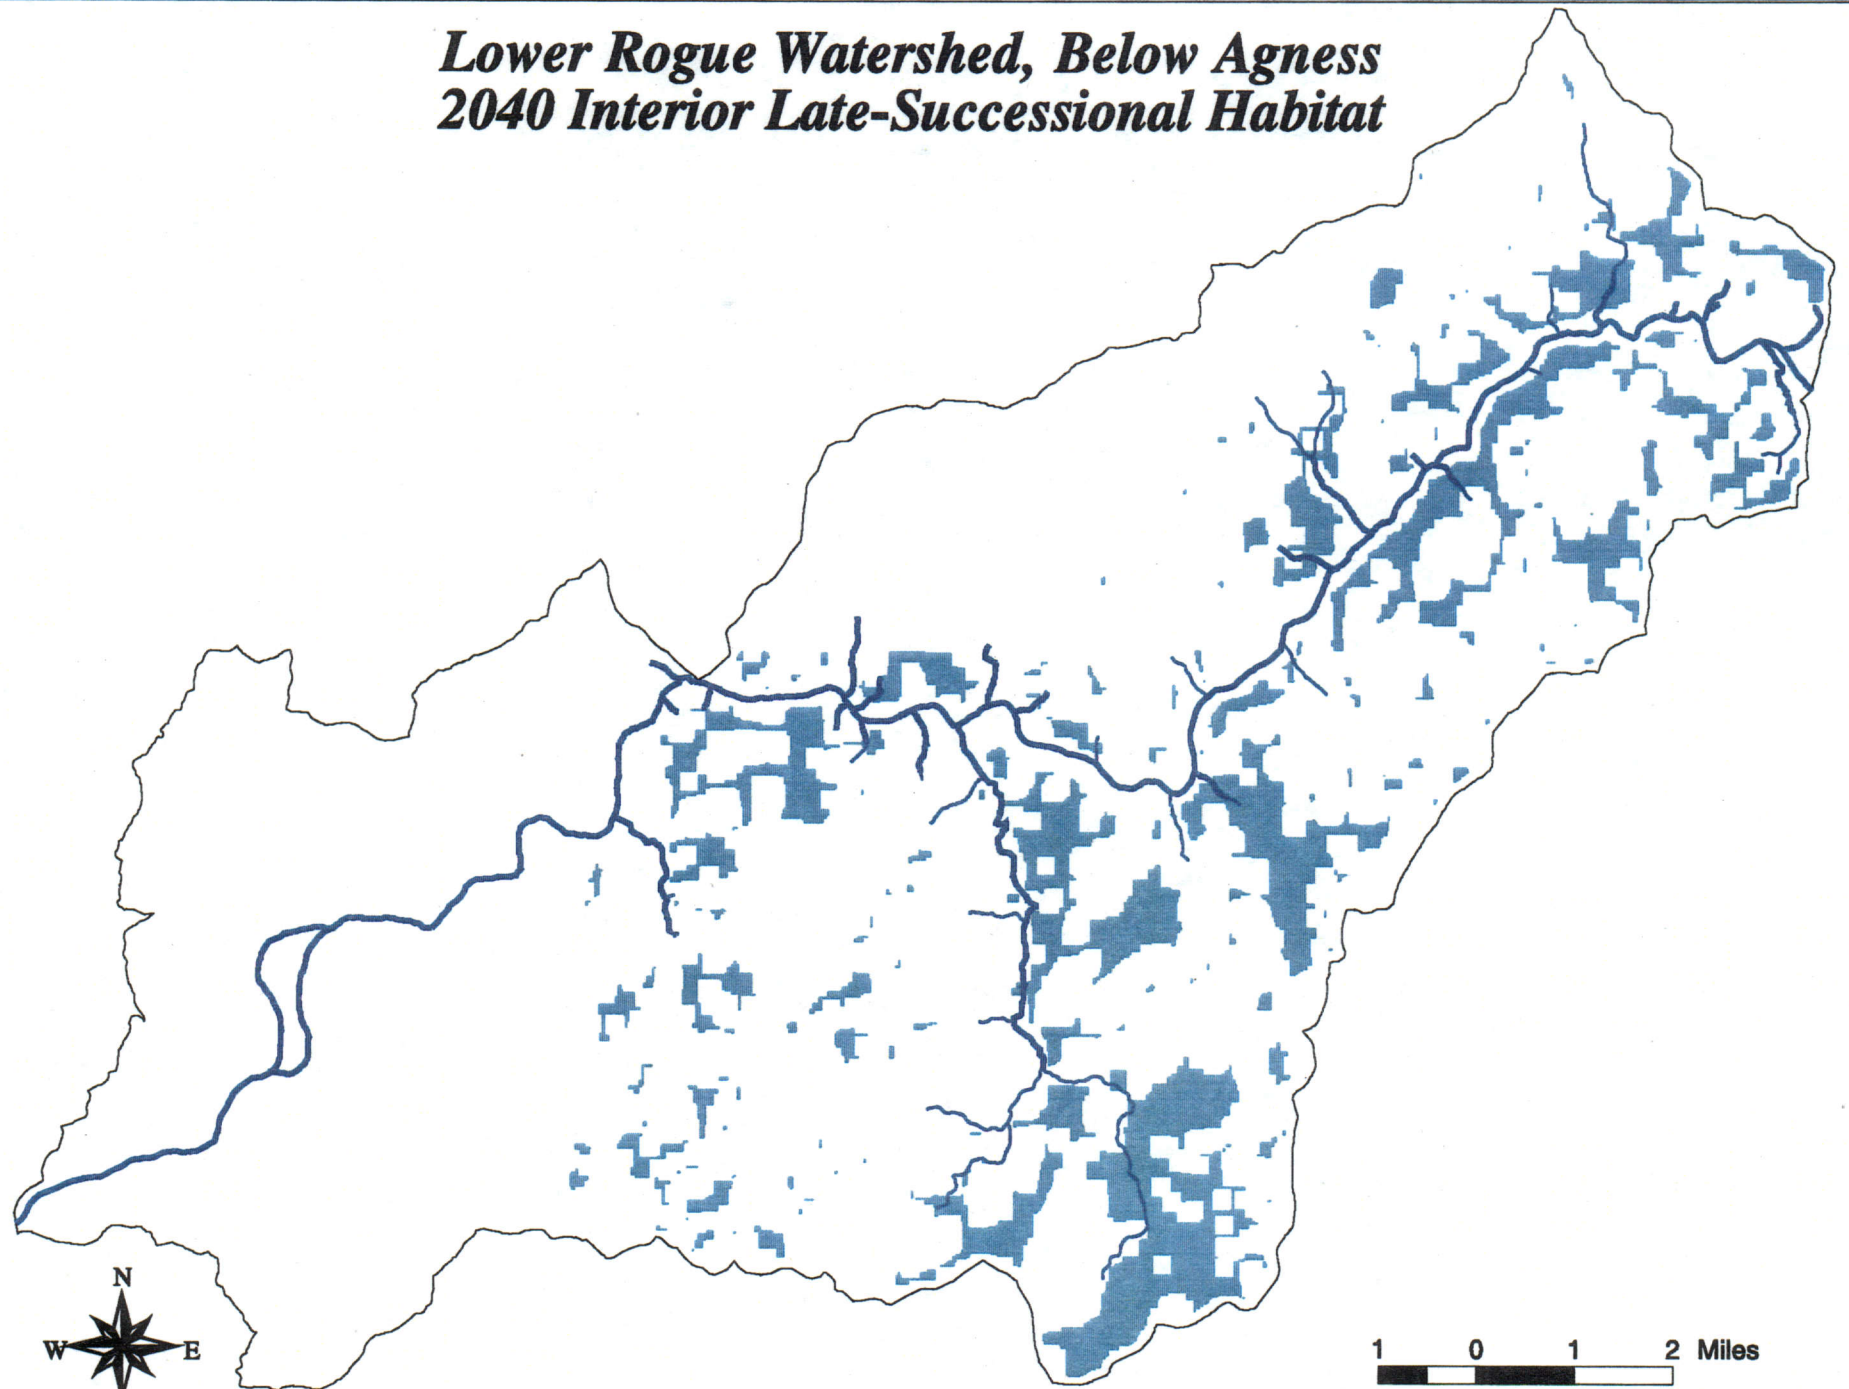 Lower Rogue Watershed, Below Agness
2040 Interior Late-Successional Habitat
N
W E
1 0 1 2 Miles